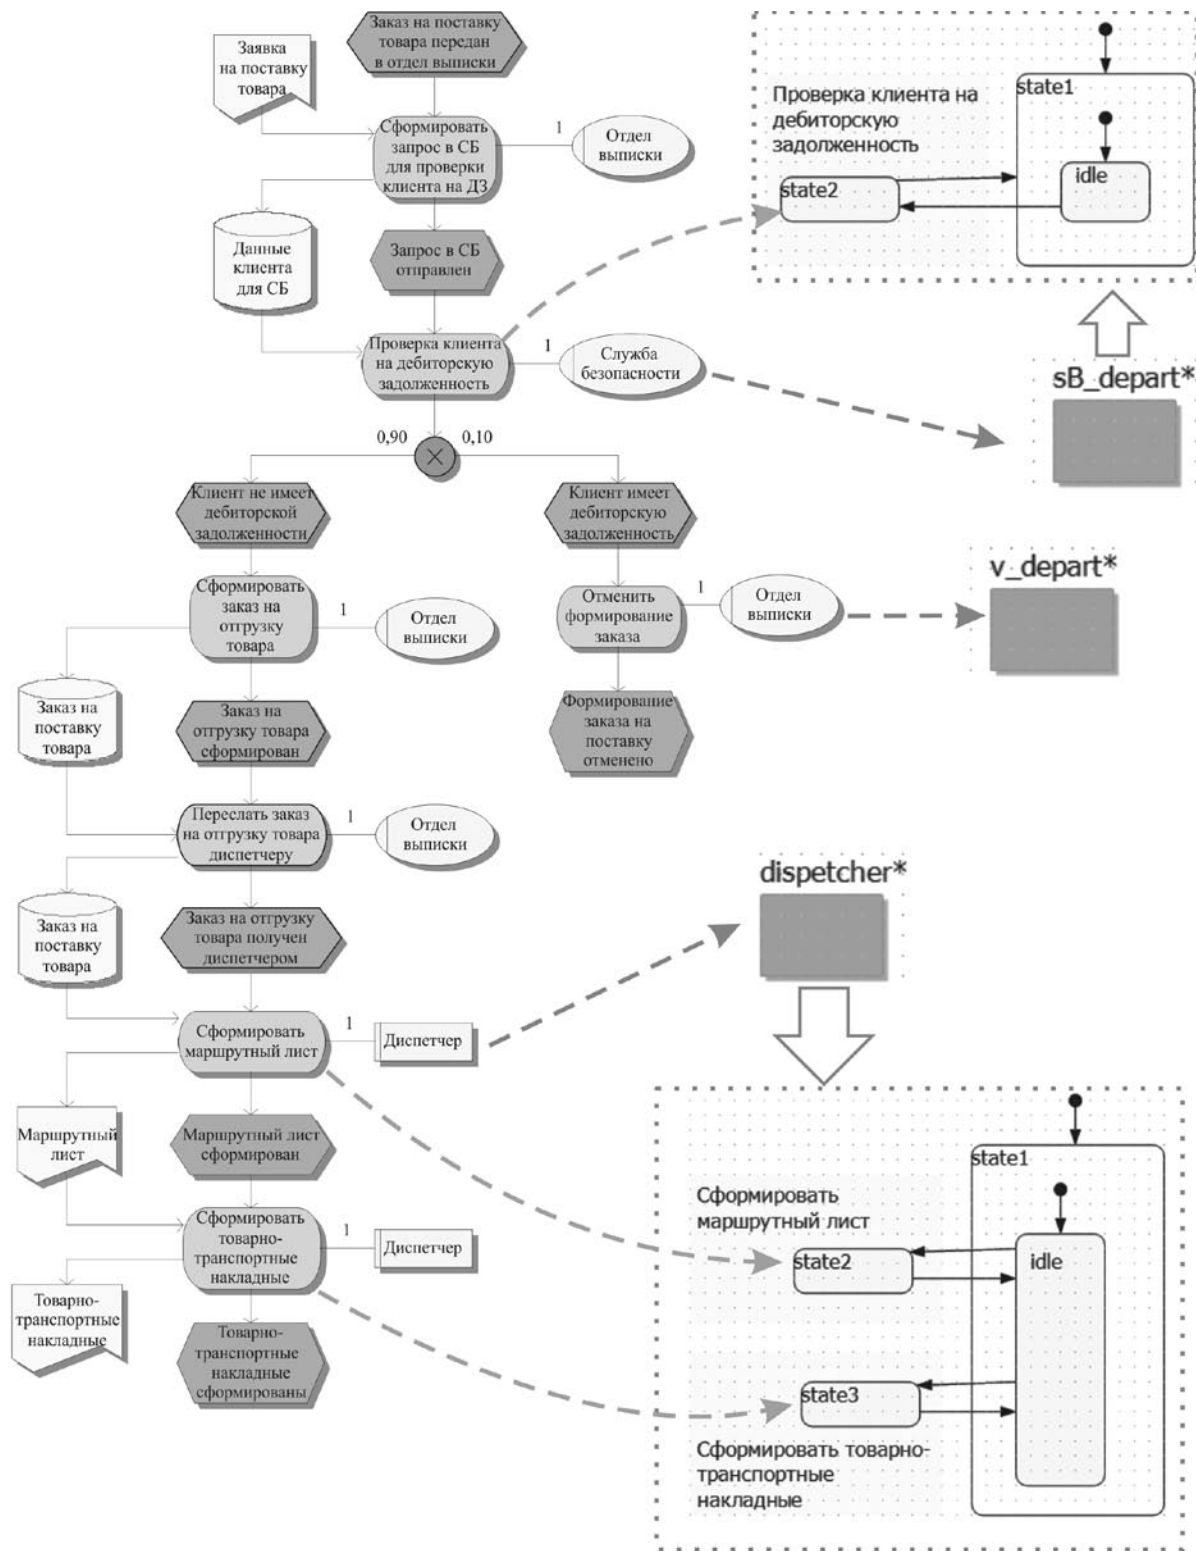 Заказ на поставку
товара передан
в отдел выписки
Заявка
на поставку
товара
Сформировать
запрос в СБ
для проверки
клиента на ДЗ
1
Отдел
выписки
Данные
клиента
для СБ
Запрос в СБ
отправлен
Проверка клиента
на дебиторскую
задолженность
1
Служба
безопасности
0,90
0,10
Клиент не имеет
дебиторской
задолженности
Клиент имеет
дебиторскую
задолженность
Сформировать
заказ на
отгрузку
товара
1
Отдел
выписки
Отменить
формирование
заказа
1
Отдел
выписки
Заказ на
поставку
товара
Заказ на
отгрузку товара
сформирован
Формирование
заказа на
поставку
отменено
Переслать заказ
на отгрузку товара
диспетчеру
1
Отдел
выписки
Заказ на
поставку
товара
Заказ на отгрузку
товара получен
диспетчером
Сформировать
маршрутный лист
1
Диспетчер
Маршрутный
лист
Маршрутный лист
сформирован
Сформировать
товарно-
транспортные
накладные
1
Диспетчер
Товарно-
транспортные
накладные
Товарно-
транспортные
накладные
сформированы
Проверка клиента на
дебиторскую
задолженность
state1
idle
state2
sB_depart*
v_depart*
dispetcher*
state1
Сформировать
маршрутный лист
state2
idle
state3
Сформировать товарно-
транспортные
накладные